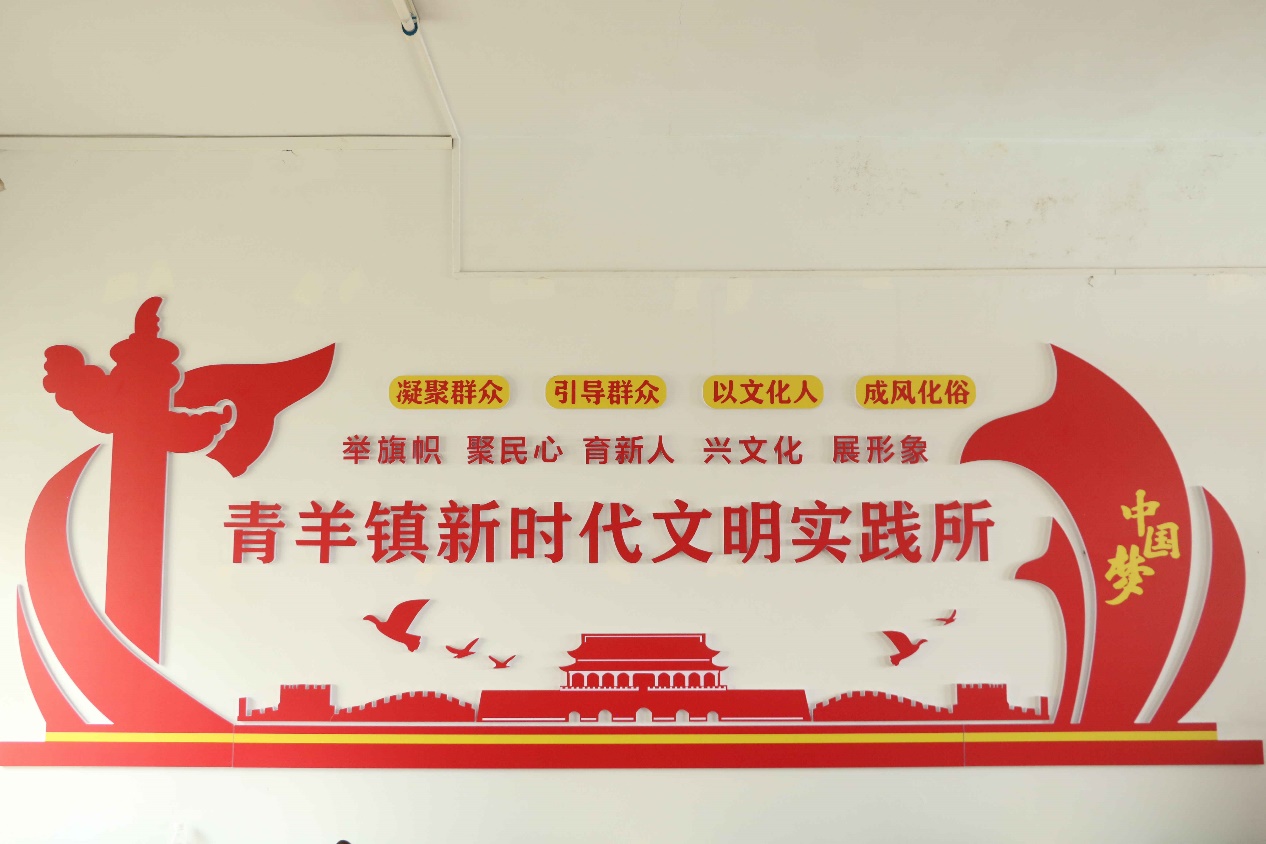 凝聚群众 引导群众 以文化人 成风化俗
举旗帜 聚民心 育新人 兴文化 展形象
青羊镇新时代文明实践所
中国梦